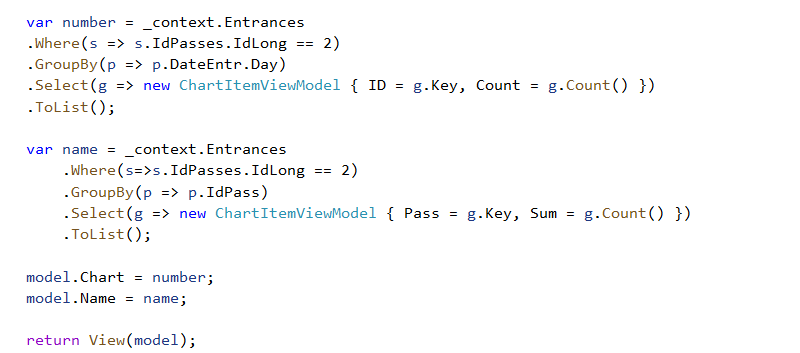 var number = _context.Entrances
.Where(s => s.IdPasses.IdLong == 2)
.GroupBy(p => p.DateEntr.Day)
.Select(g => new ChartItemViewModel { ID = g.Key, Count = g.Count() })
.ToList();

var name = _context.Entrances
.Where(s=>s.IdPasses.IdLong == 2)
.GroupBy(p => p.IdPass)
.Select(g => new ChartItemViewModel { Pass = g.Key, Sum = g.Count() })
.ToList();

model.Chart = number;
model.Name = name;

return View(model);